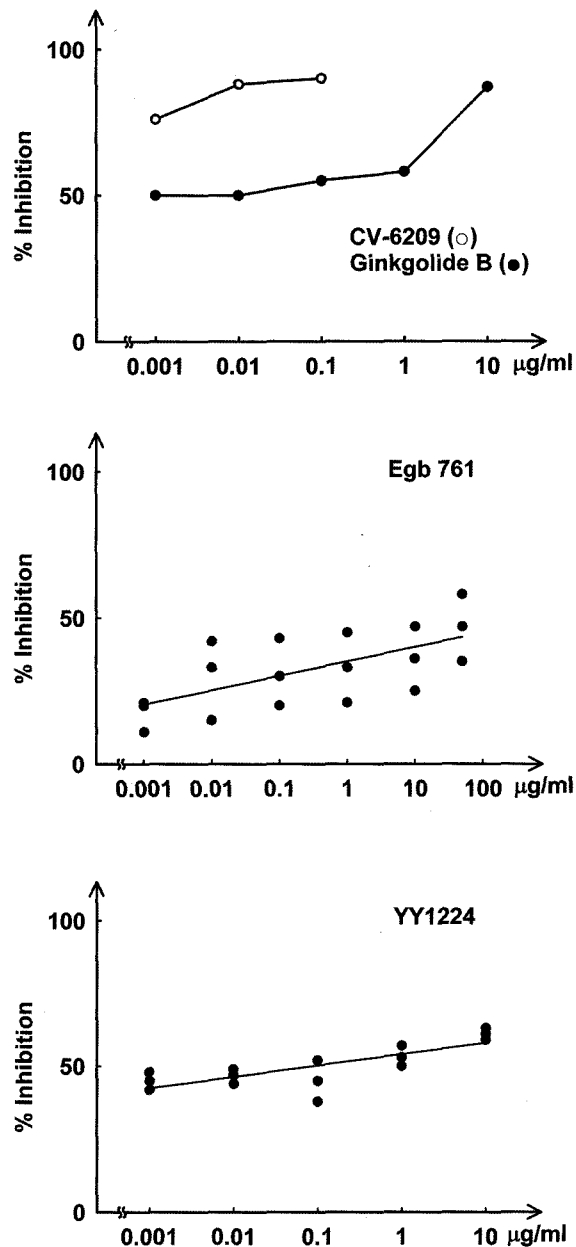 100
50
0
% Inhibition
CV-6209 (○)
Ginkgolide B (●)
0.001 0.01 0.1 1 10 µg/ml
Egb 761
100
50
0
% Inhibition
0.001 0.01 0.1 1 10 100 µg/ml
YY1224
100
50
0
% Inhibition
0.001 0.01 0.1 1 10 µg/ml